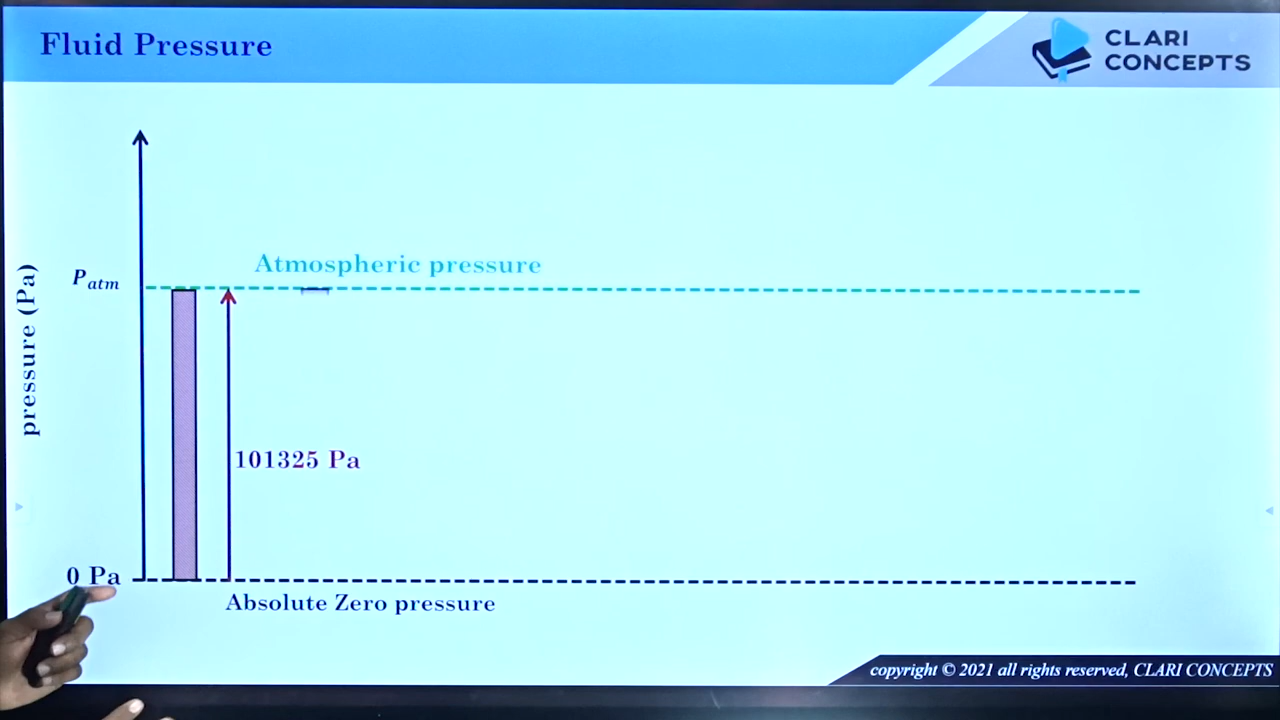 Fluid Pressure
CLARI
CONCEPTS
Atmospheric pressure
P_atm
pressure (Pa)
101325 Pa
0 Pa
Absolute Zero pressure
copyright © 2021 all rights reserved, CLARI CONCEPTS